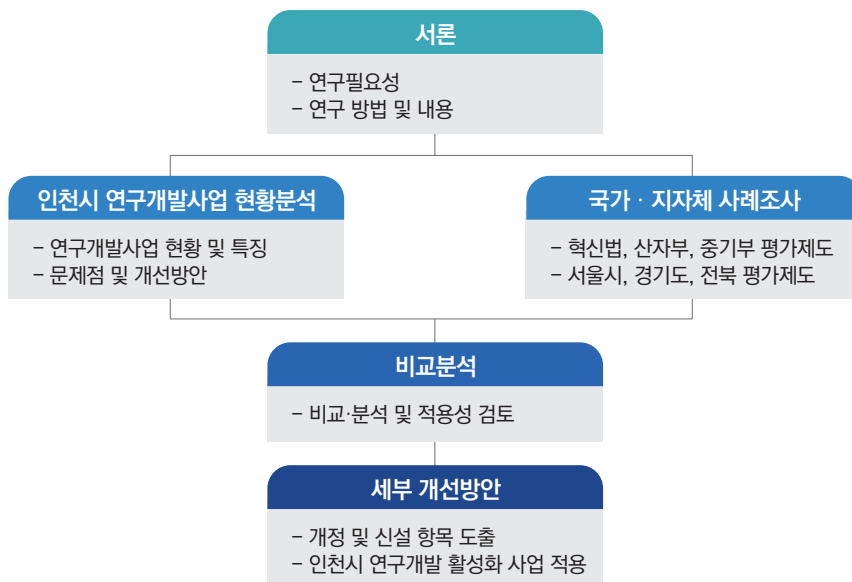 서론
– 연구필요성
– 연구 방법 및 내용
인천시 연구개발사업 현황분석
– 연구개발사업 현황 및 특징
– 문제점 및 개선방안
국가 · 지자체 사례조사
– 혁신법, 산자부, 중기부 평가제도
– 서울시, 경기도, 전북 평가제도
비교분석
– 비교·분석 및 적용성 검토
세부 개선방안
– 개정 및 신설 항목 도출
– 인천시 연구개발 활성화 사업 적용